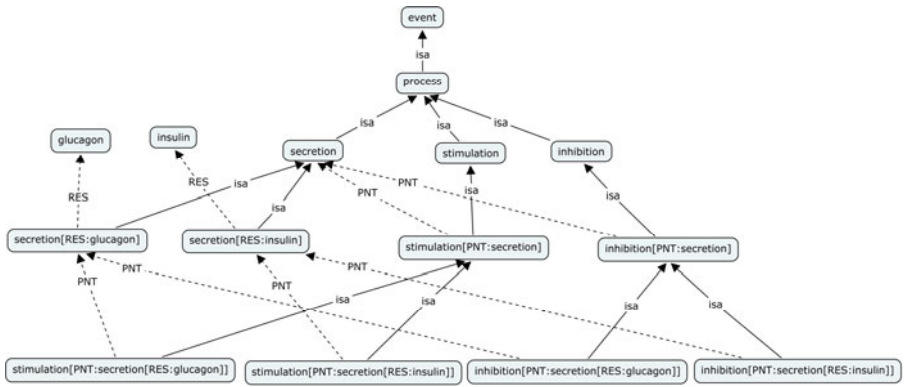 event
isa
process
isa
isa
isa
glucagon
insulin
secretion
stimulation
inhibition
RES
RES
isa
isa
PNT
isa
PNT
isa
secretion[RES:glucagon]
secretion[RES:insulin]
stimulation[PNT:secretion]
inhibition[PNT:secretion]
PNT
PNT
PNT
PNT
isa
isa
isa
isa
stimulation[PNT:secretion[RES:glucagon]]
stimulation[PNT:secretion[RES:insulin]]
inhibition[PNT:secretion[RES:glucagon]]
inhibition[PNT:secretion[RES:insulin]]